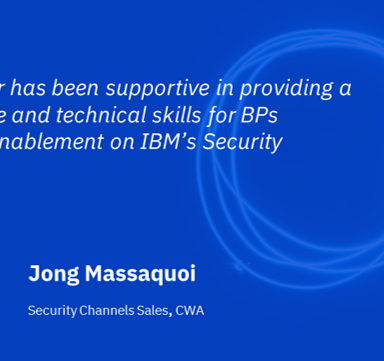 has been supportive in providing a
and technical skills for BPs
on IBM's Security
Jong Massaquoi
Security Channels Sales, CWA